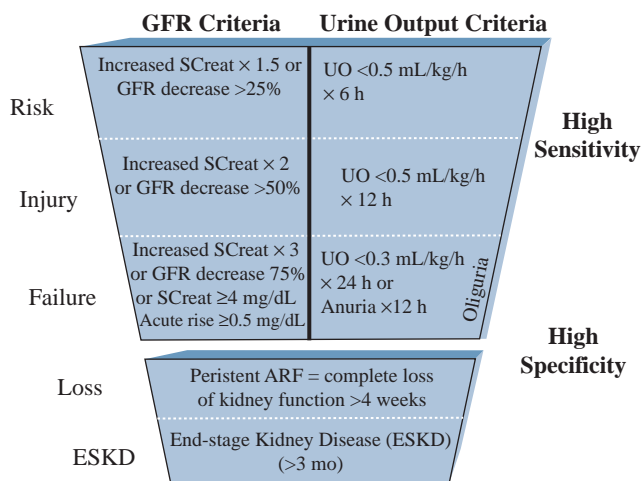 GFR Criteria
Urine Output Criteria
Risk
Increased SCreat × 1.5 or
GFR decrease >25%
UO <0.5 mL/kg/h
× 6 h
High
Sensitivity
Injury
Increased SCreat × 2
or GFR decrease >50%
UO <0.5 mL/kg/h
× 12 h
Failure
Increased SCreat × 3
or GFR decrease 75%
or SCreat ≥4 mg/dL
Acute rise ≥0.5 mg/dL
UO <0.3 mL/kg/h
× 24 h or
Anuria ×12 h
Oliguria
High
Specificity
Loss
Peristent ARF = complete loss
of kidney function >4 weeks
ESKD
End-stage Kidney Disease (ESKD)
(>3 mo)